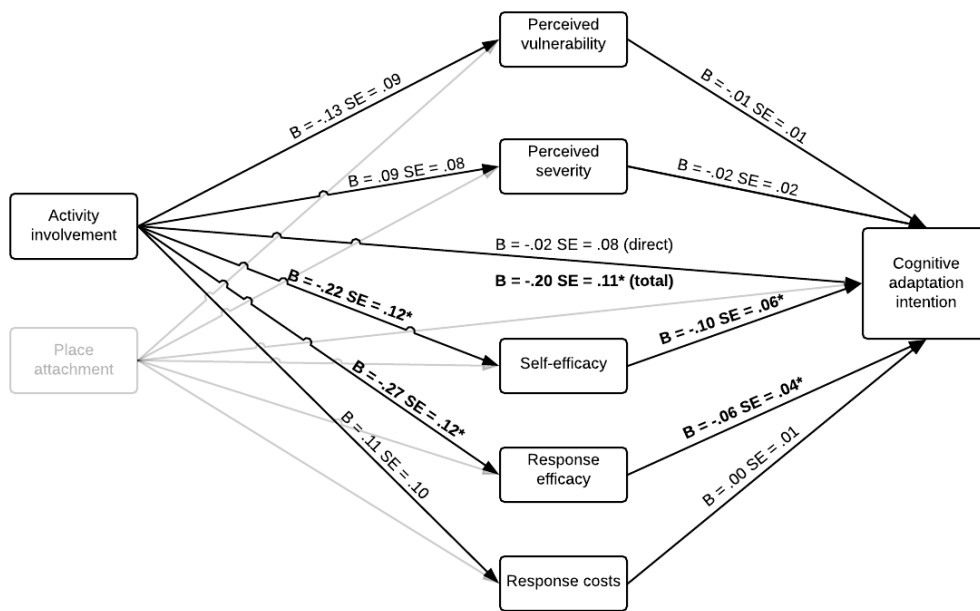 Perceived
vulnerability
B = -.13 SE = .09
B = -.01 SE = .01
Perceived
severity
B = .09 SE = .08
B = -.02 SE = .02
Activity
involvement
B = -.02 SE = .08 (direct)
B = -.20 SE = .11* (total)
Cognitive
adaptation
intention
B = -.22 SE = .12*
B = -.10 SE = .06*
Place
attachment
Self-efficacy
B = -.27 SE = .12*
B = -.06 SE = .04*
Response
efficacy
B = .11 SE = .10
B = .00 SE = .01
Response costs